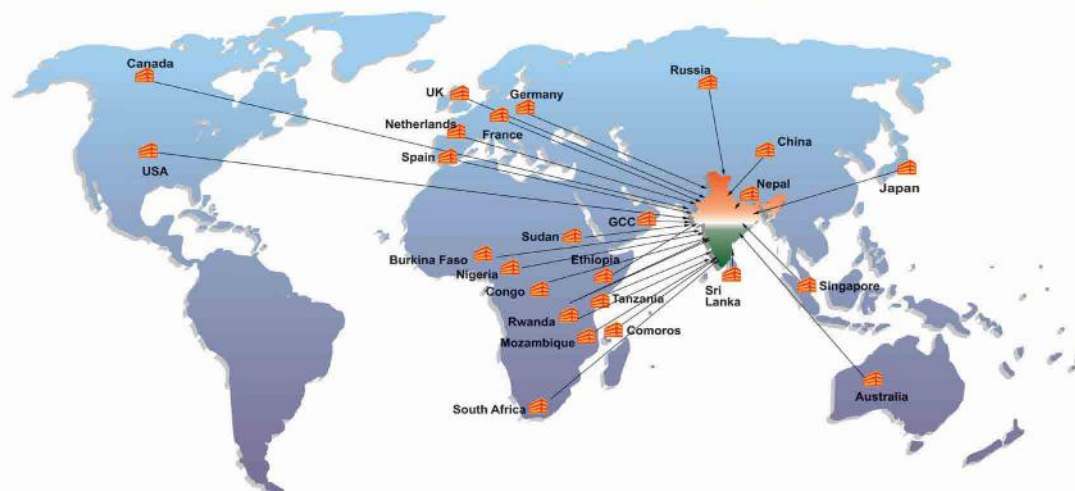 Canada
Russia
UK
Germany
Netherlands
France
China
Spain
USA
Nepal
Japan
GCC
Sudan
Burkina Faso
Ethiopia
Nigeria
Congo
Sri
Lanka
Singapore
Tanzania
Rwanda
Comoros
Mozambique
Australia
South Africa